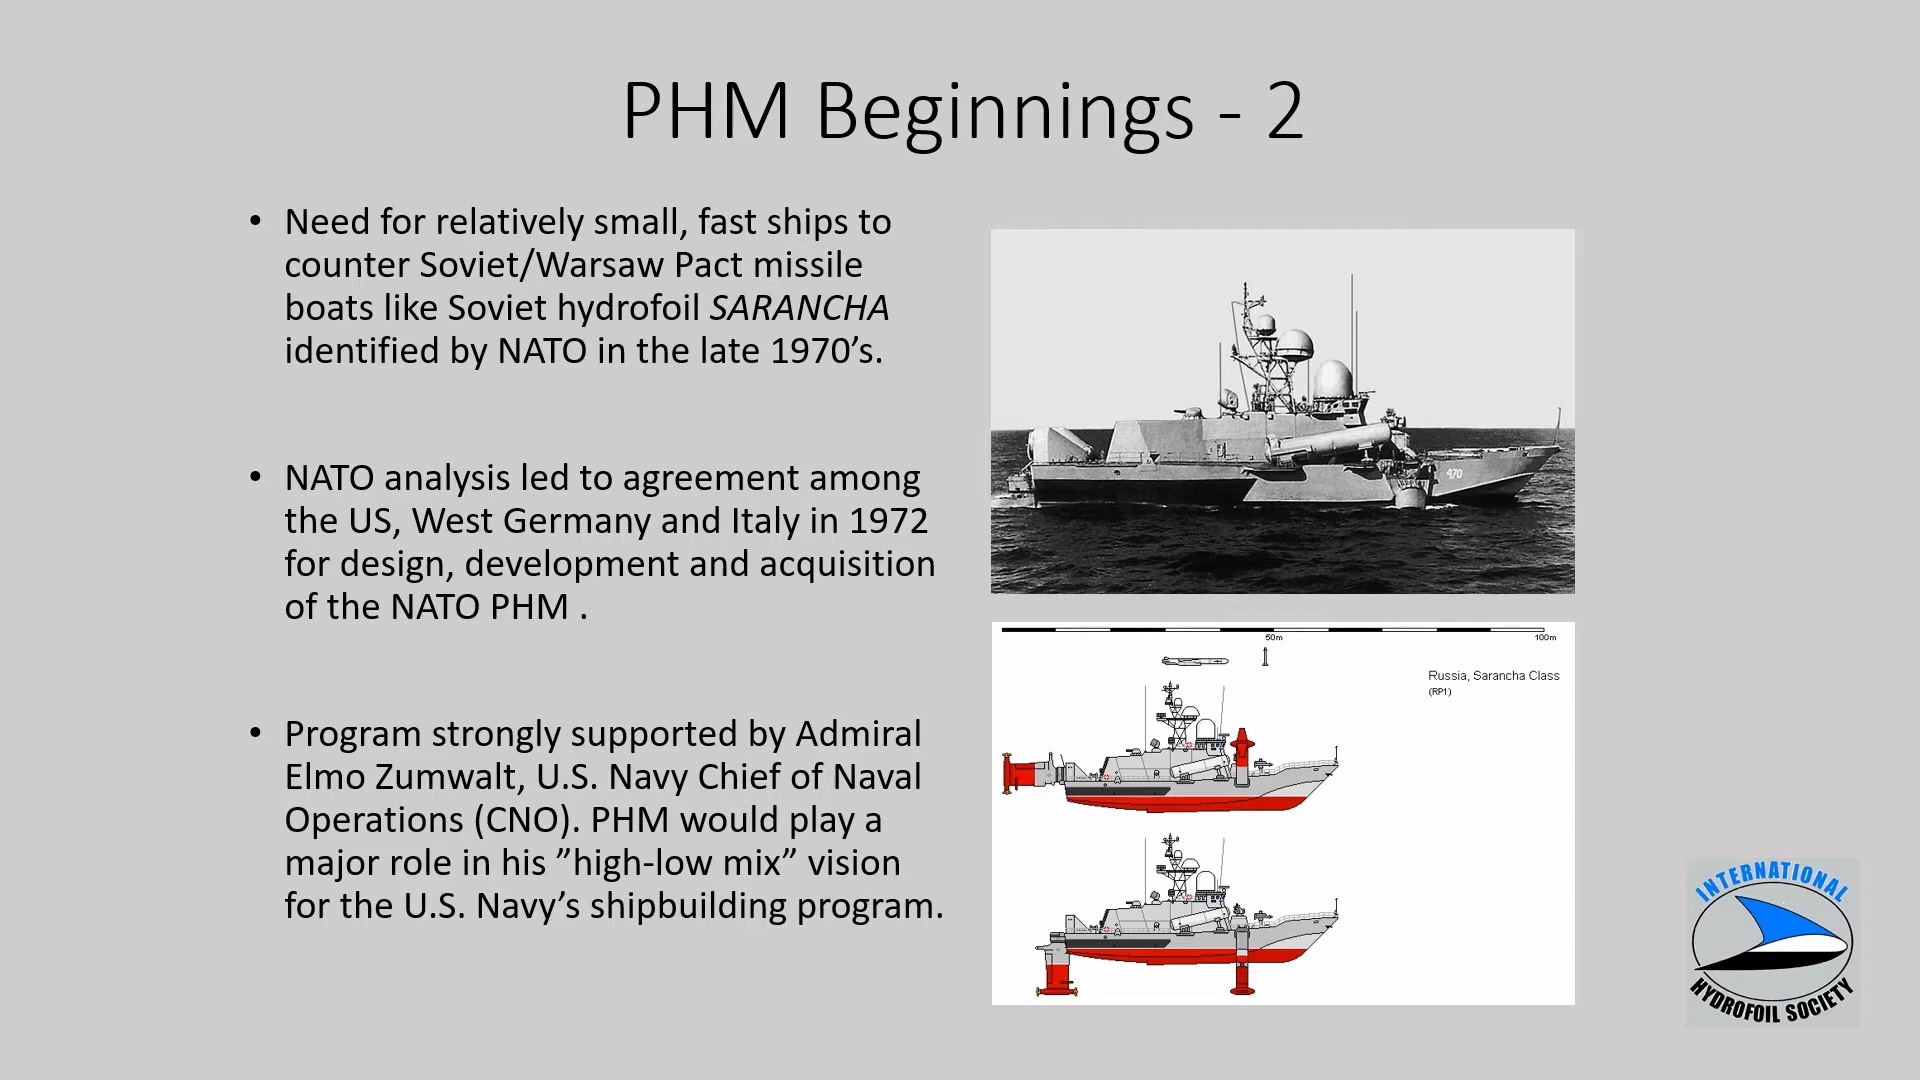 PHM Beginnings - 2
• Need for relatively small, fast ships to
counter Soviet/Warsaw Pact missile
boats like Soviet hydrofoil SARANCHA
identified by NATO in the late 1970’s.
• NATO analysis led to agreement among
the US, West Germany and Italy in 1972
for design, development and acquisition
of the NATO PHM .
• Program strongly supported by Admiral
Elmo Zumwalt, U.S. Navy Chief of Naval
Operations (CNO). PHM would play a
major role in his ”high-low mix” vision
for the U.S. Navy’s shipbuilding program.
470
50m
100m
Russia, Sarancha Class
(RP1)
INTERNATIONAL
HYDROFOIL SOCIETY